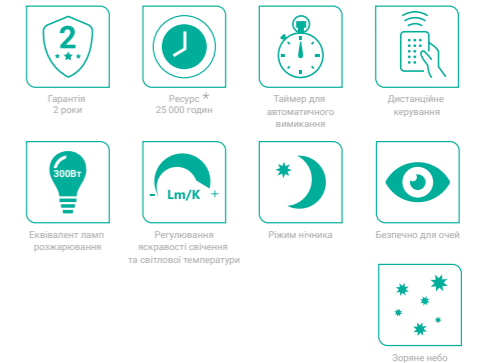 2
Гарантія
2 роки
Ресурс *
25 000 годин
Таймер для
автоматичного
вимикання
Дистанційне
керування
300Вт
Еквівалент ламп
розжарювання
- Lm/K +
Регулювання
яскравості свічення
та світлової температури
Ріжим нічника
Безпечно для очей
Зоряне небо